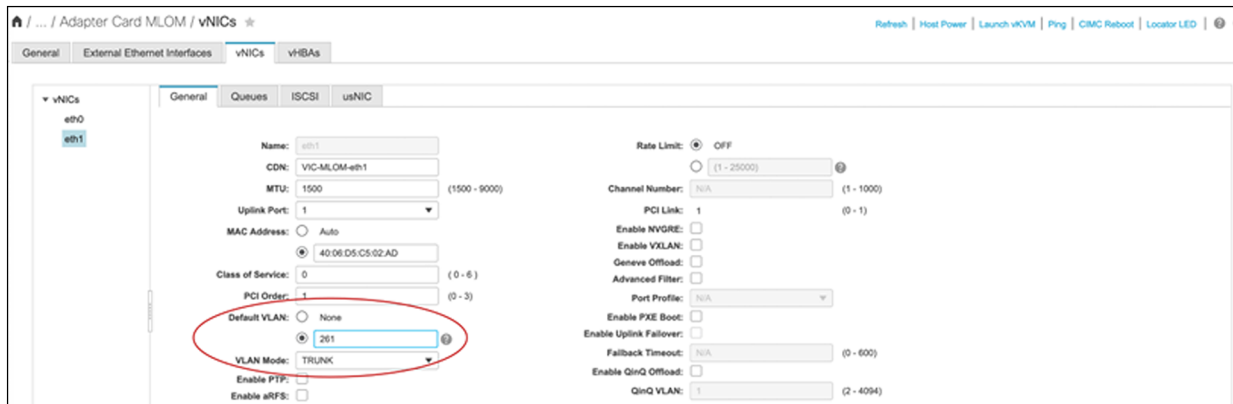 / ... / Adapter Card MLOM / vNICs
Refresh | Host Power | Launch vKVM | Ping | CIMC Reboot | Locator LED |
General External Ethernet Interfaces vNICs vHBAs
vNICs
eth0
eth1
General Queues ISCSI usNIC
Name: eth1
CDN: VIC-MLOM-eth1
MTU: 1500 (1500 - 9000)
Uplink Port: 1
MAC Address: Auto
40:06:D5:C5:02:AD
Class of Service: 0 ( 0 - 6 )
PCI Order: 1 (0 - 3)
Default VLAN: None
261
VLAN Mode: TRUNK
Enable PTP:
Enable aRFS:
Rate Limit: OFF
(1 - 25000)
Channel Number: N/A (1 - 1000)
PCI Link: 1 (0 - 1)
Enable NVGRE:
Enable VXLAN:
Geneve Offload:
Advanced Filter:
Port Profile: N/A
Enable PXE Boot:
Enable Uplink Failover:
Failback Timeout: N/A (0 - 600)
Enable QinQ Offload:
QinQ VLAN: 1 (2 - 4094)